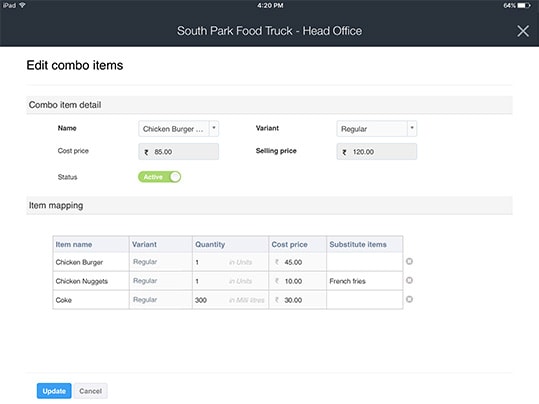 iPad 4:20 PM 64%
South Park Food Truck - Head Office
Edit combo items
Combo item detail
Name Chicken Burger ... Variant Regular
Cost price ₹ 85.00 Selling price ₹ 120.00
Status Active
Item mapping
Item name Variant Quantity Cost price Substitute items
Chicken Burger Regular 1 in Units ₹ 45.00
Chicken Nuggets Regular 1 in Units ₹ 10.00 French fries
Coke Regular 300 in Mili litres ₹ 30.00
Update Cancel